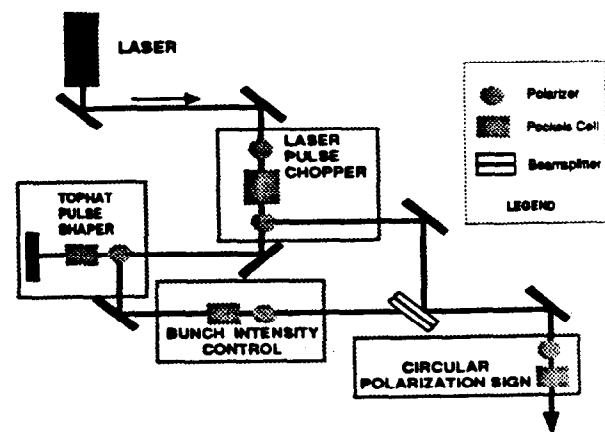 LASER
LASER
PULSE
CHOPPER
TOPHAT
PULSE
SHAPER
BUNCH INTENSITY
CONTROL
CIRCULAR
POLARIZATION SIGN
Polarizer
Pockels Cell
Beamsplitter
LEGEND